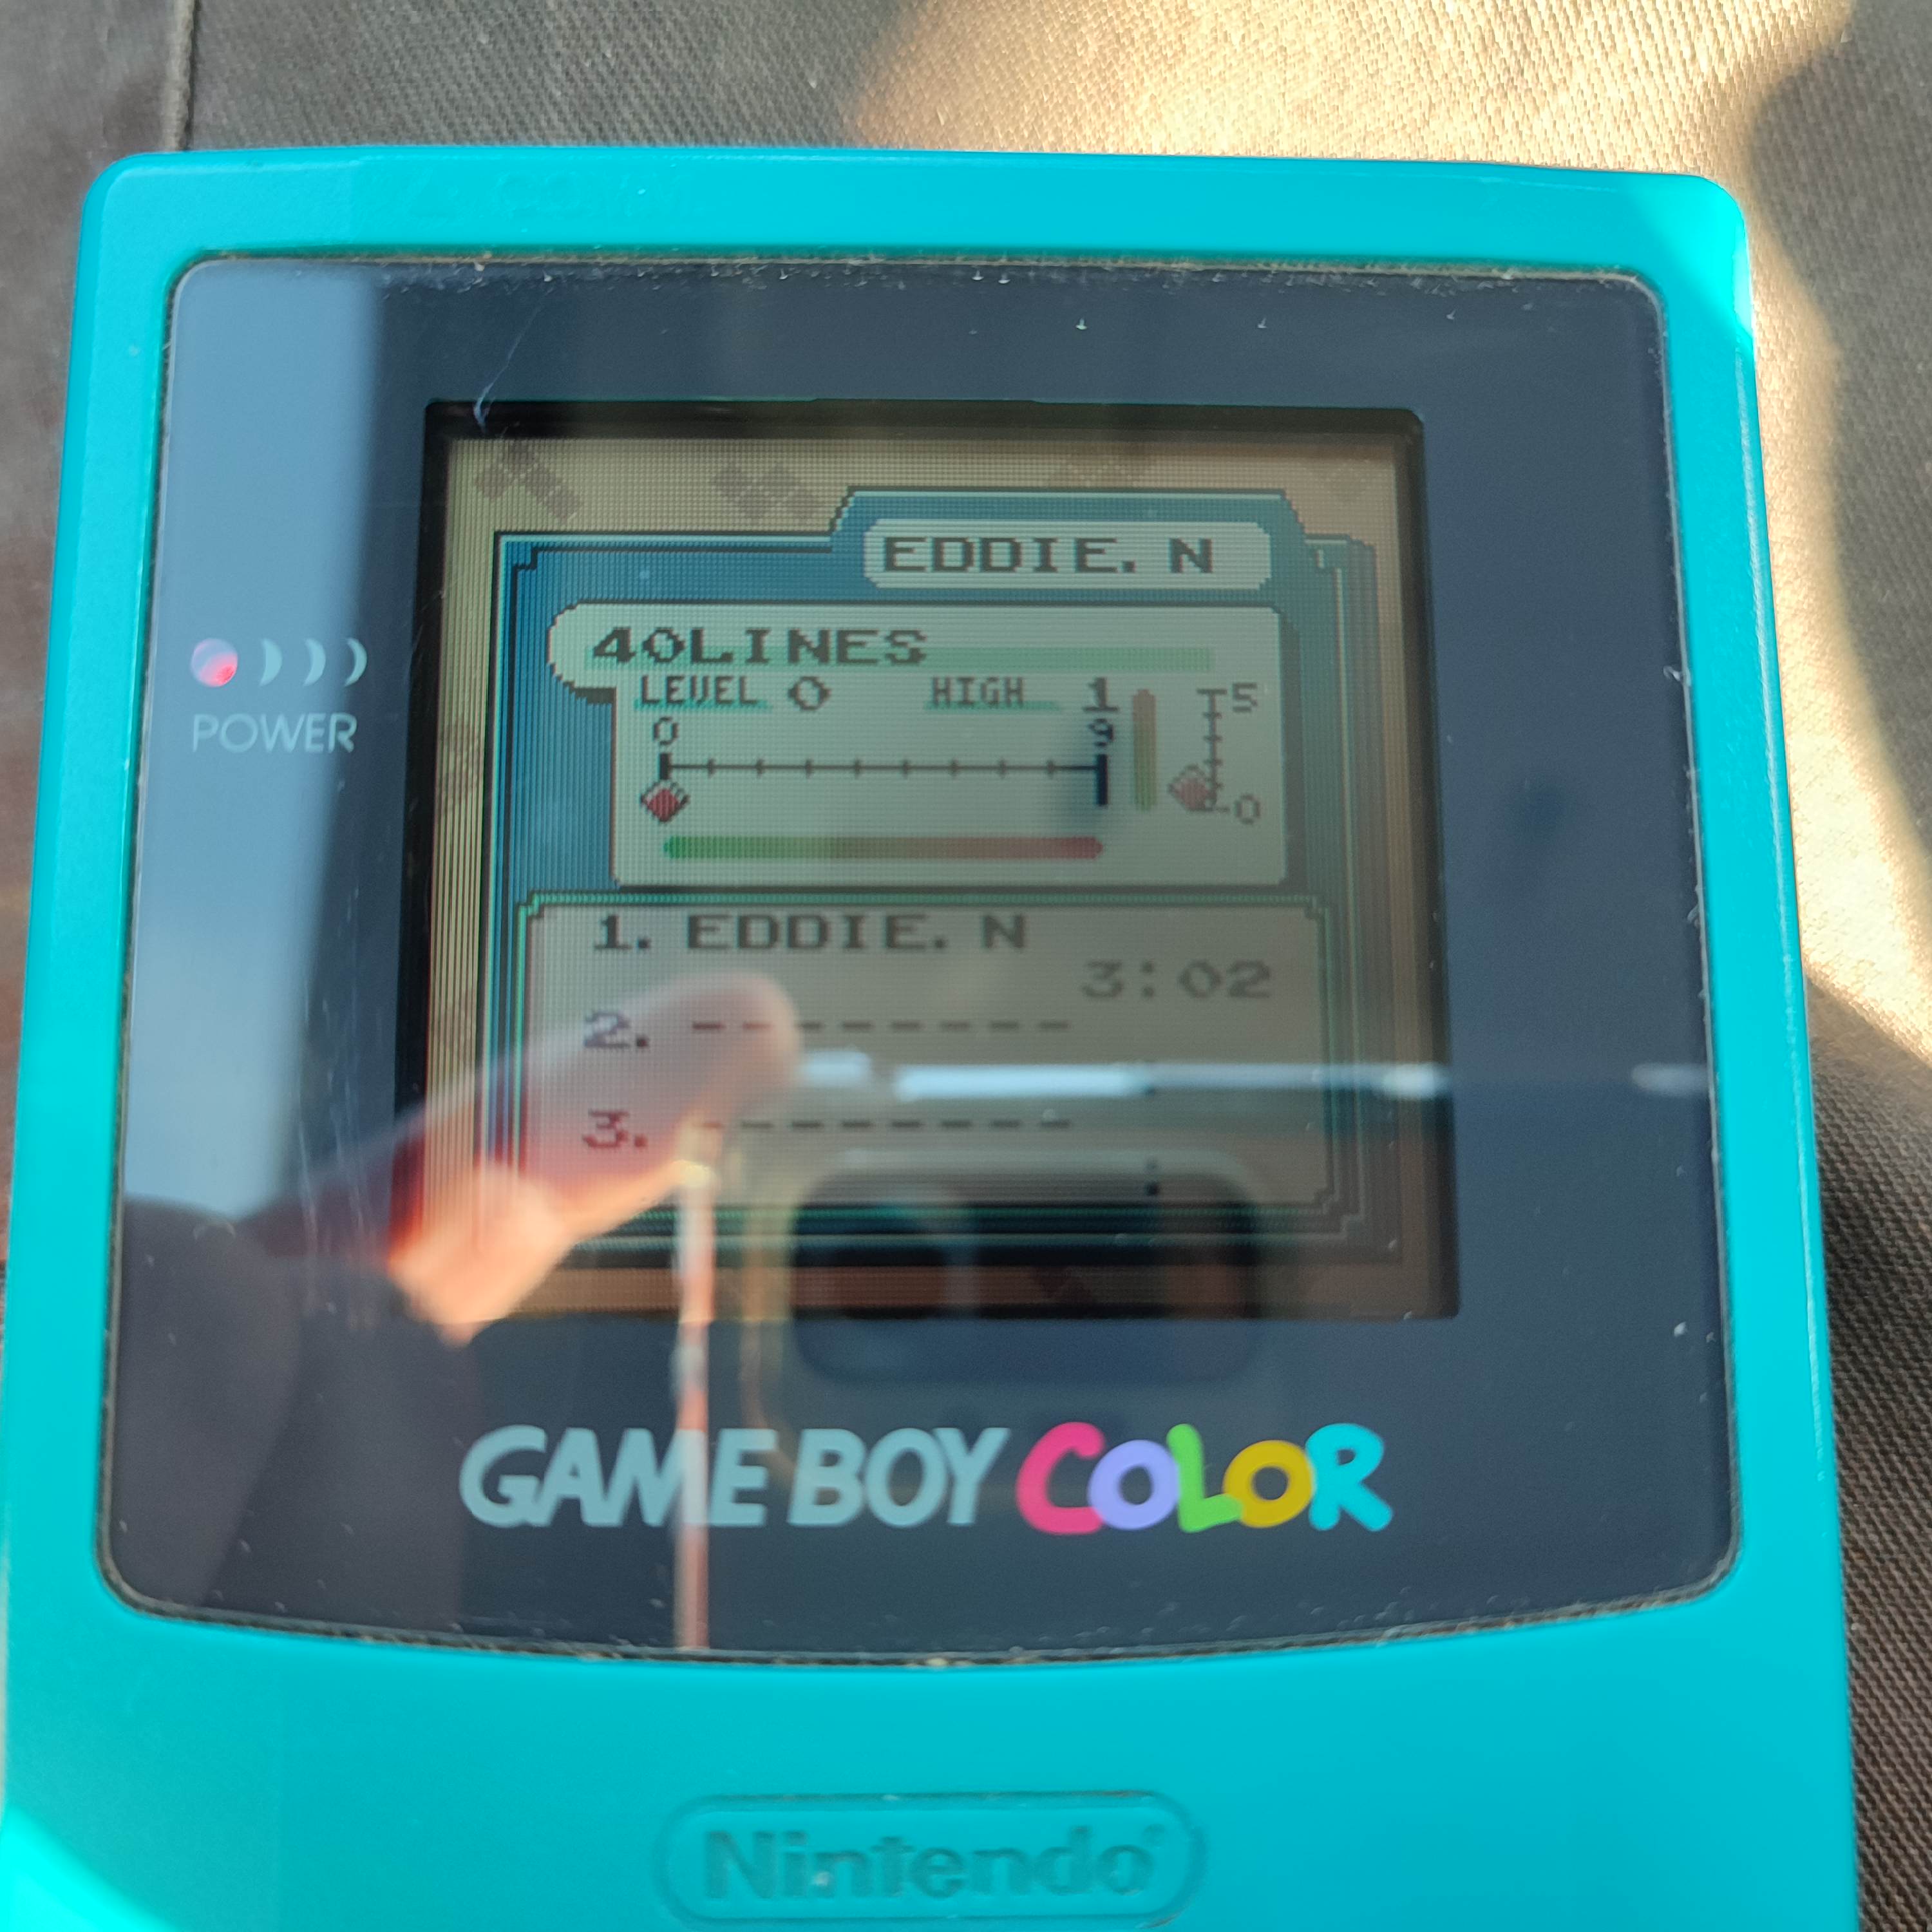 EDDIE. N
40LINES
LEVEL 0 HIGH 1
0 9 5
0
1. EDDIE. N
3:02
2. --------
:
3. --------
:
POWER
GAME BOY COLOR
Nintendo®